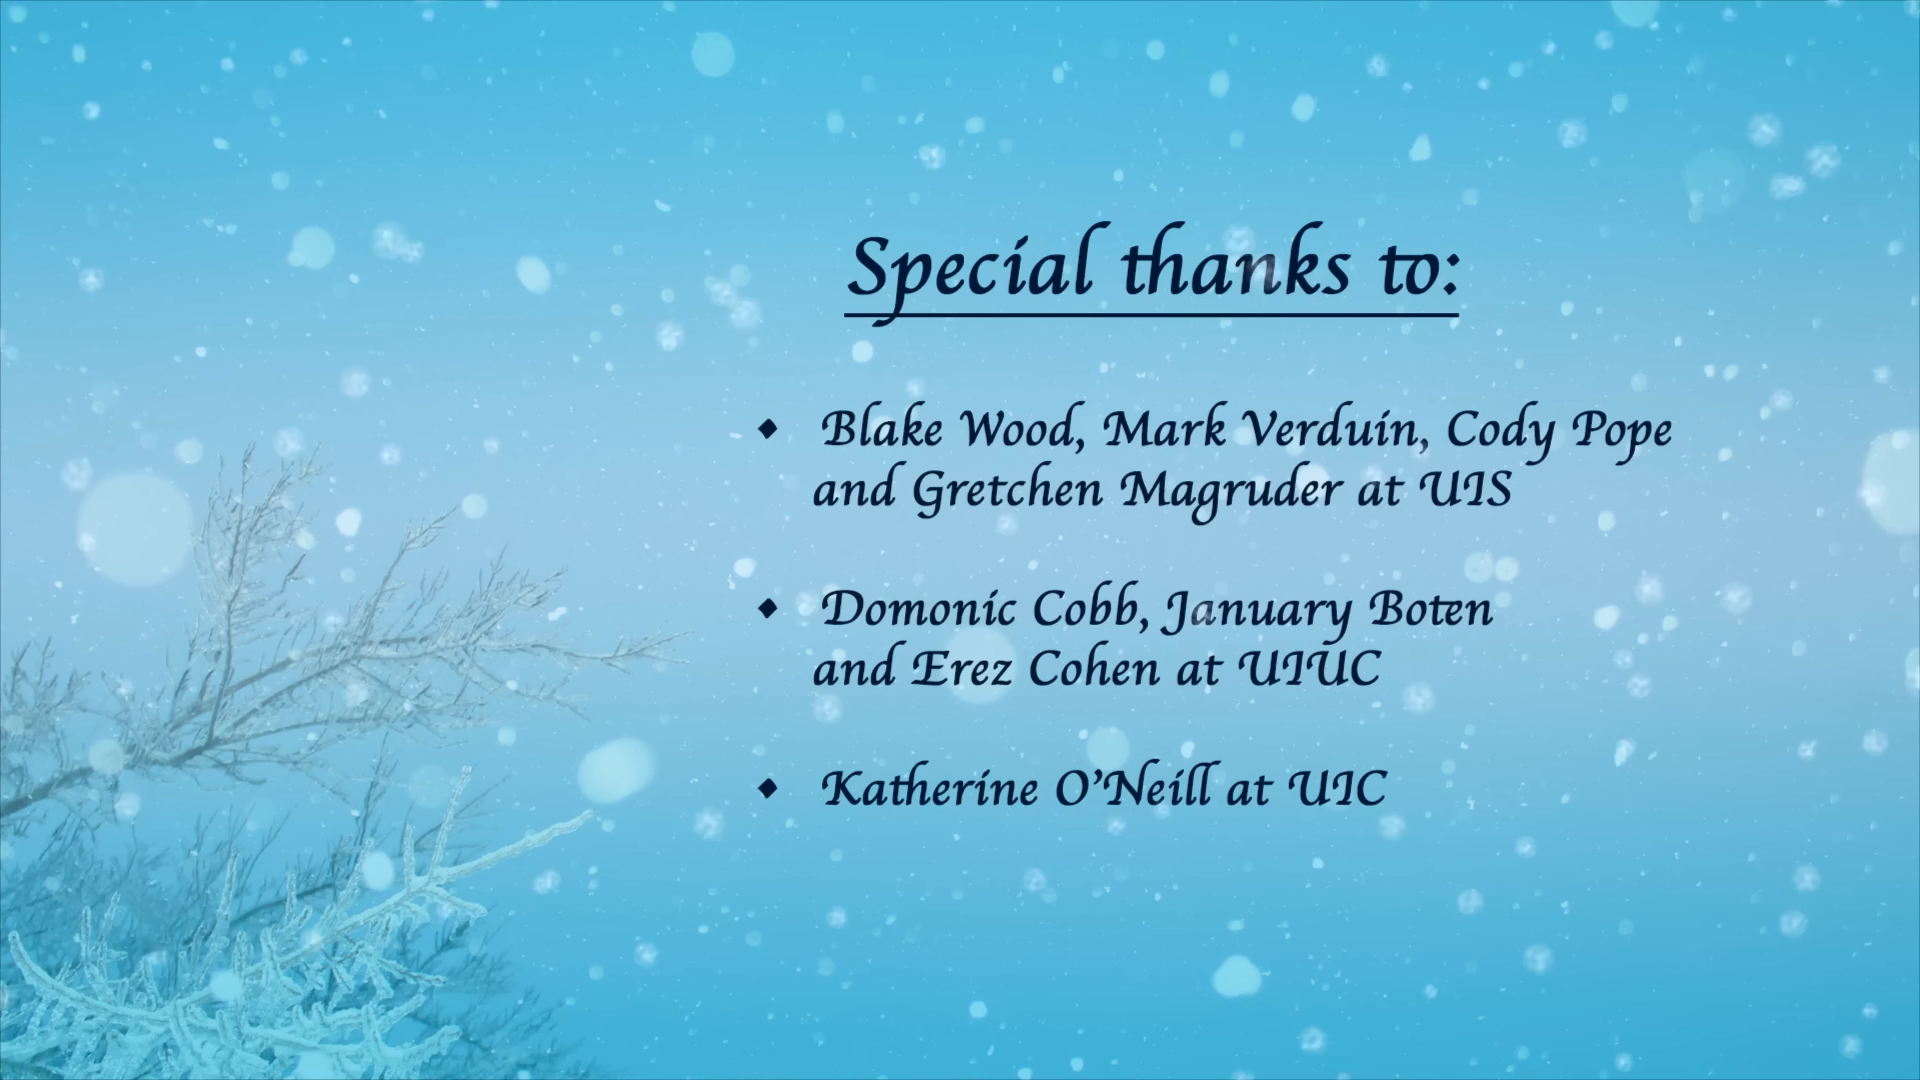 Special thanks to:
◆ Blake Wood, Mark Verduin, Cody Pope
and Gretchen Magruder at UIS
◆ Domonic Cobb, January Boten
and Erez Cohen at UIUC
◆ Katherine O’Neill at UIC